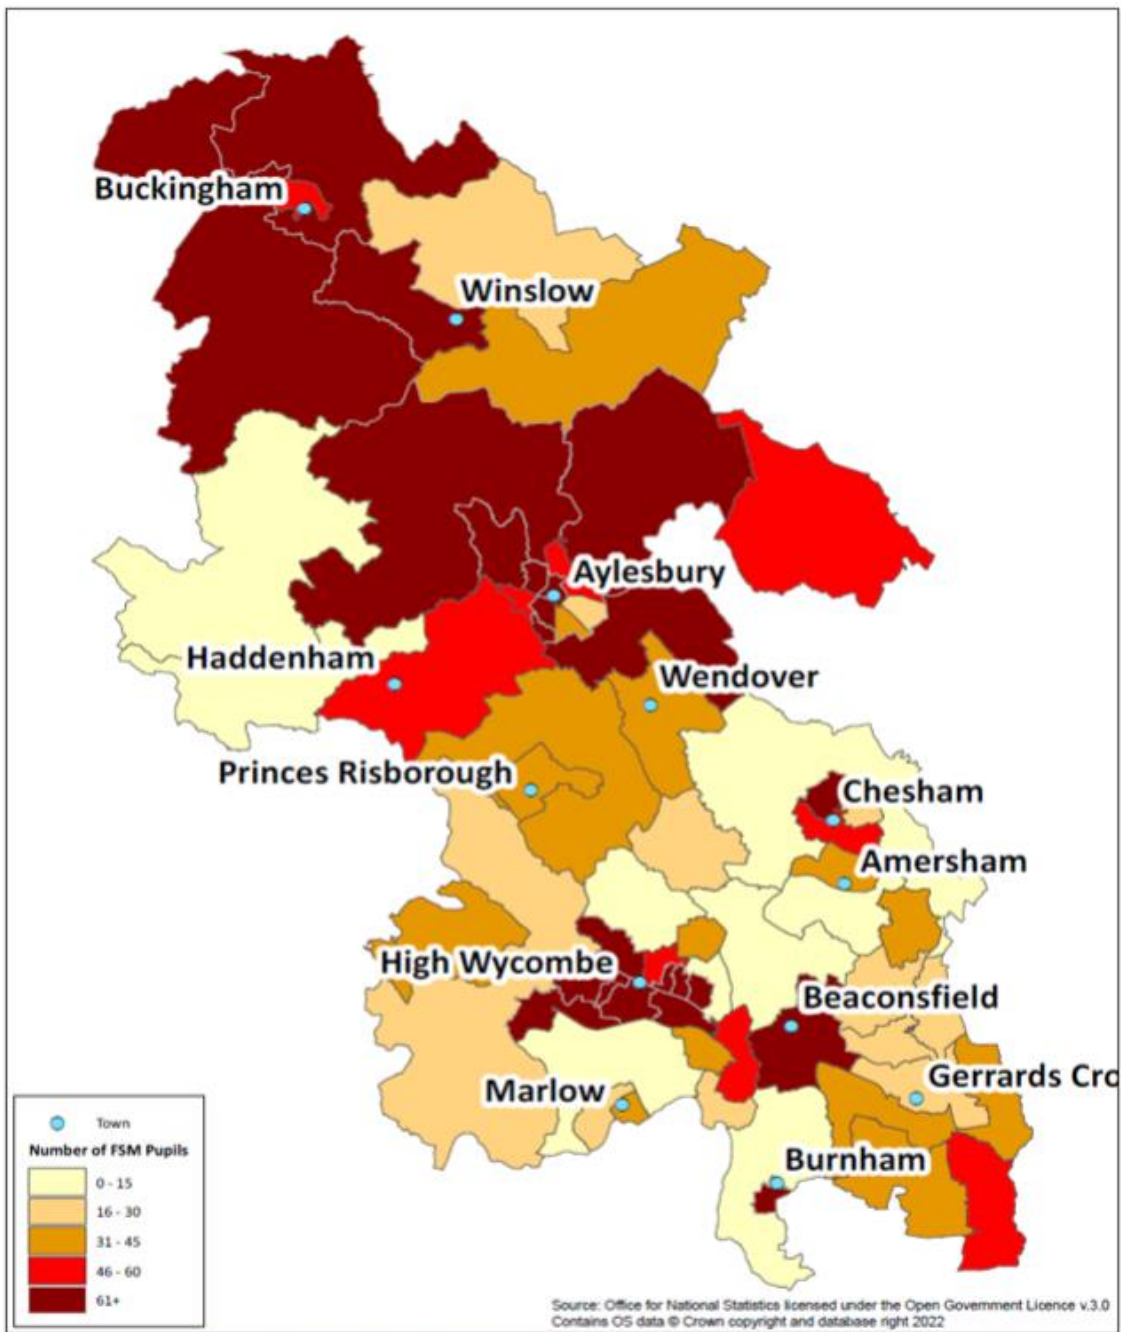 Buckingham
Winslow
Aylesbury
Haddenham
Wendover
Princes Risborough
Chesham
Amersham
High Wycombe
Beaconsfield
Gerrards Cro
Marlow
Burnham
Town
Number of FSM Pupils
0 - 15
16 - 30
31 - 45
46 - 60
61+
Source: Office for National Statistics licensed under the Open Government Licence v.3.0
Contains OS data © Crown copyright and database right 2022